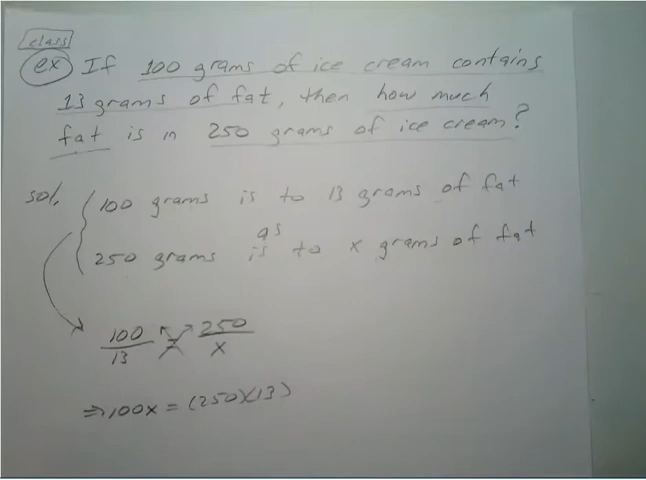 class
ex If 100 grams of ice cream contains
13 grams of fat, then how much
fat is in 250 grams of ice cream?
sol. 100 grams is to 13 grams of fat
as
250 grams is to x grams of fat
100/13 = 250/x
⇒ 100x = (250)(13)